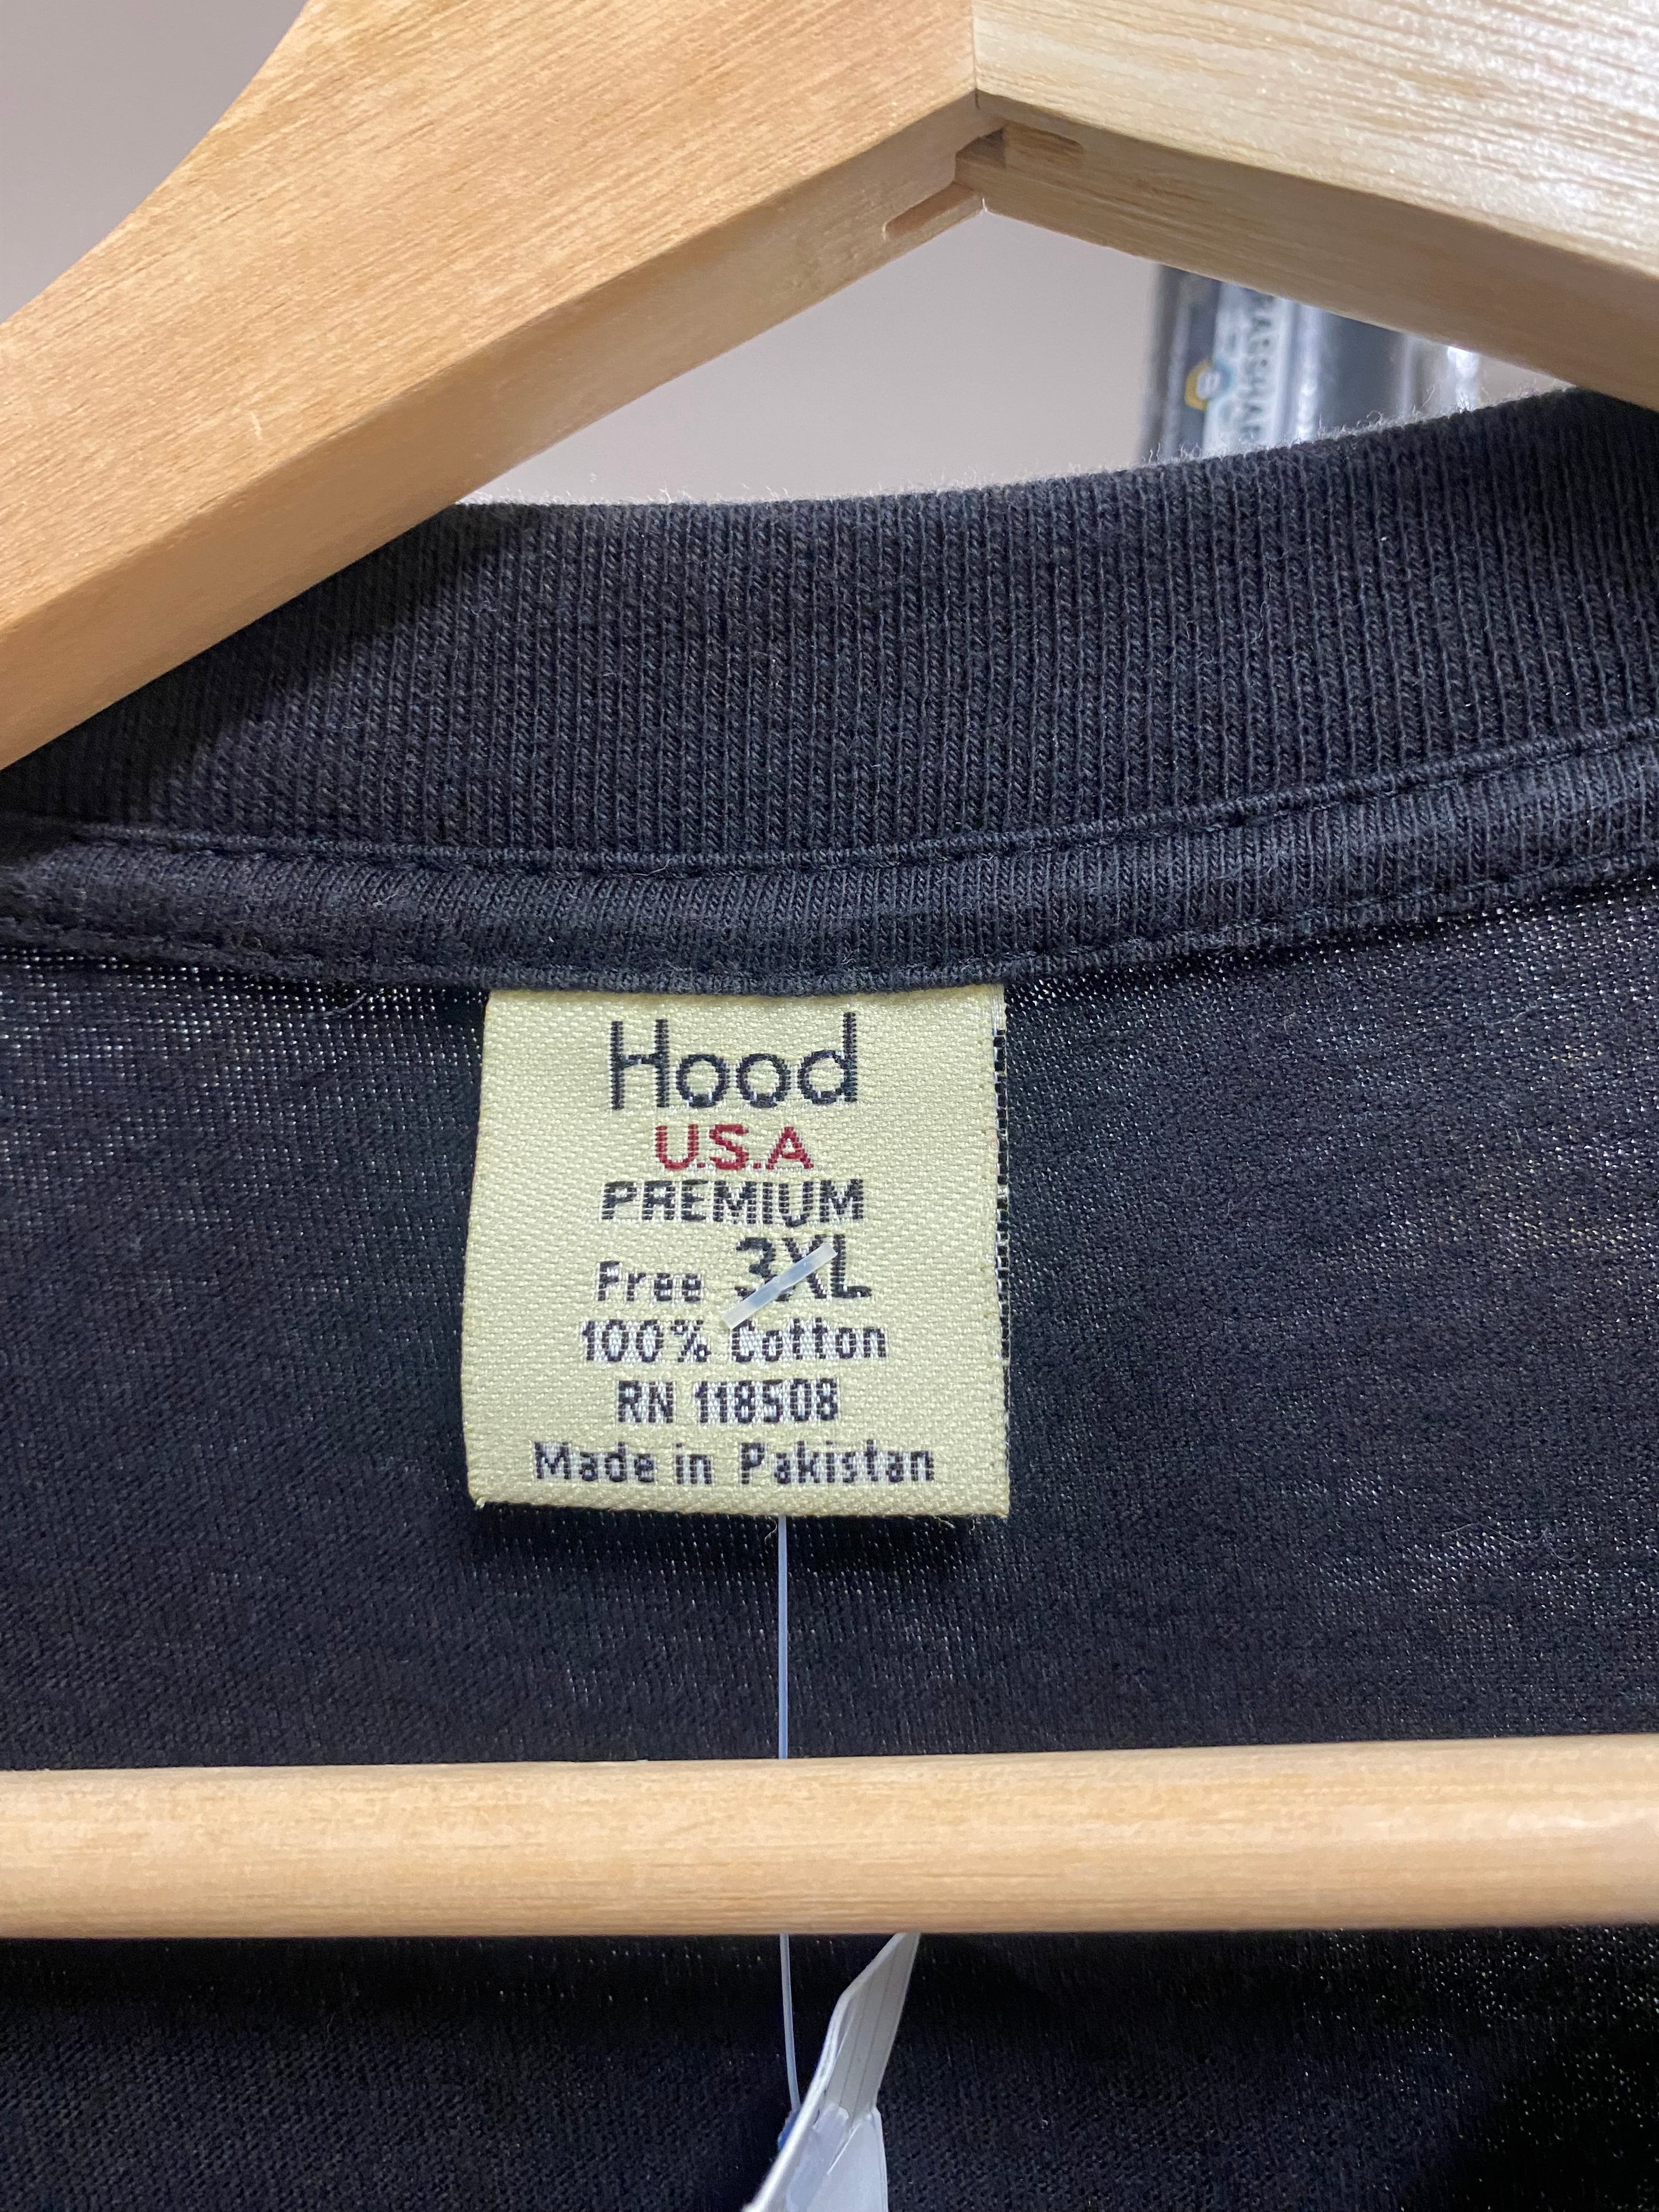 Hood
U.S.A
PREMIUM
Free 3XL
100% Cotton
RN 118508
Made in Pakistan